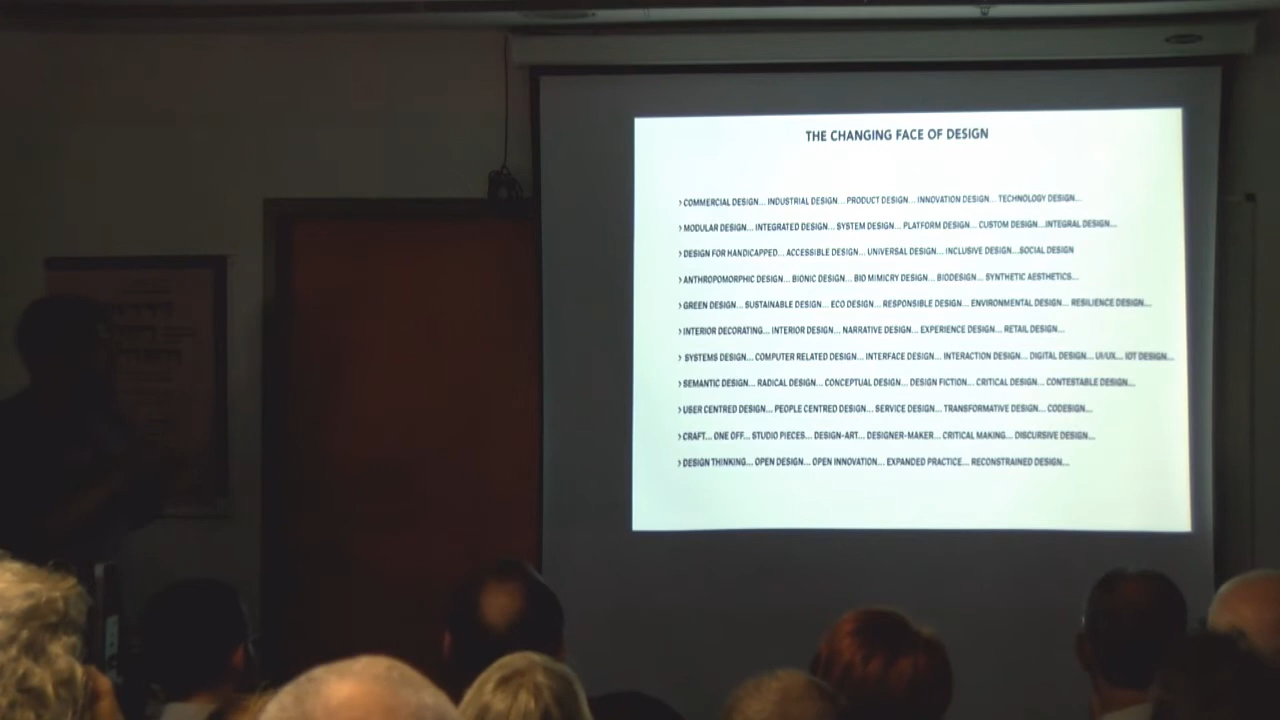 THE CHANGING FACE OF DESIGN
› COMMERCIAL DESIGN... INDUSTRIAL DESIGN... PRODUCT DESIGN... INNOVATION DESIGN... TECHNOLOGY DESIGN...
› MODULAR DESIGN... INTEGRATED DESIGN... SYSTEM DESIGN... PLATFORM DESIGN... CUSTOM DESIGN...INTEGRAL DESIGN...
› DESIGN FOR HANDICAPPED... ACCESSIBLE DESIGN... UNIVERSAL DESIGN... INCLUSIVE DESIGN...SOCIAL DESIGN
› ANTHROPOMORPHIC DESIGN... BIONIC DESIGN... BIO MIMICRY DESIGN... BIODESIGN... SYNTHETIC AESTHETICS...
› GREEN DESIGN... SUSTAINABLE DESIGN... ECO DESIGN... RESPONSIBLE DESIGN... ENVIRONMENTAL DESIGN... RESILIENCE DESIGN...
› INTERIOR DECORATING... INTERIOR DESIGN... NARRATIVE DESIGN... EXPERIENCE DESIGN... RETAIL DESIGN...
› SYSTEMS DESIGN... COMPUTER RELATED DESIGN... INTERFACE DESIGN... INTERACTION DESIGN... DIGITAL DESIGN... UI/UX... IOT DESIGN...
› SEMANTIC DESIGN... RADICAL DESIGN... CONCEPTUAL DESIGN... DESIGN FICTION... CRITICAL DESIGN... CONTESTABLE DESIGN...
› USER CENTRED DESIGN... PEOPLE CENTRED DESIGN... SERVICE DESIGN... TRANSFORMATIVE DESIGN... CODESIGN...
› CRAFT... ONE OFF... STUDIO PIECES... DESIGN-ART... DESIGNER-MAKER... CRITICAL MAKING... DISCURSIVE DESIGN...
› DESIGN THINKING... OPEN DESIGN... OPEN INNOVATION... EXPANDED PRACTICE... RECONSTRAINED DESIGN...